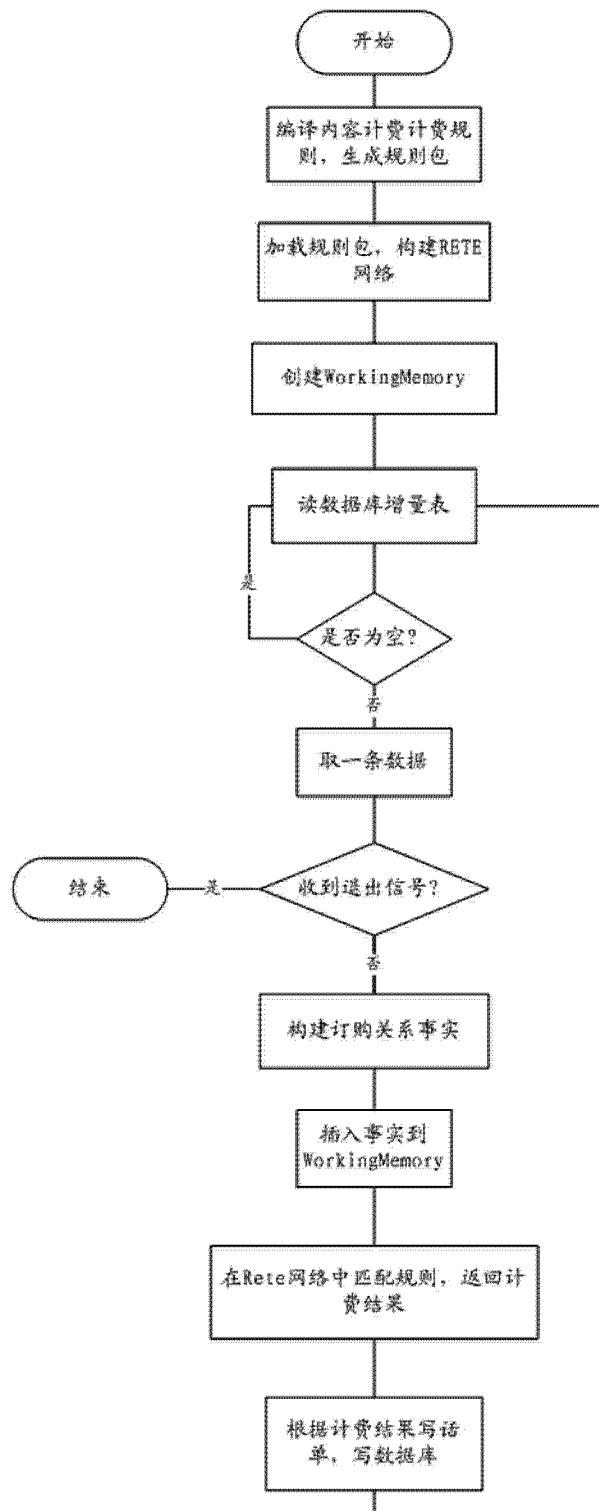 开始
编译内容计费计费规
则，生成规则包
加载规则包，构建RETE
网络
创建WorkingMemory
读数据库增量表
是
是否为空？
否
取一条数据
结束
是
收到退出信号？
否
构建订购关系事实
插入事实到
WorkingMemory
在Rete网络中匹配规则，返回计
费结果
根据计费结果写话
单，写数据库